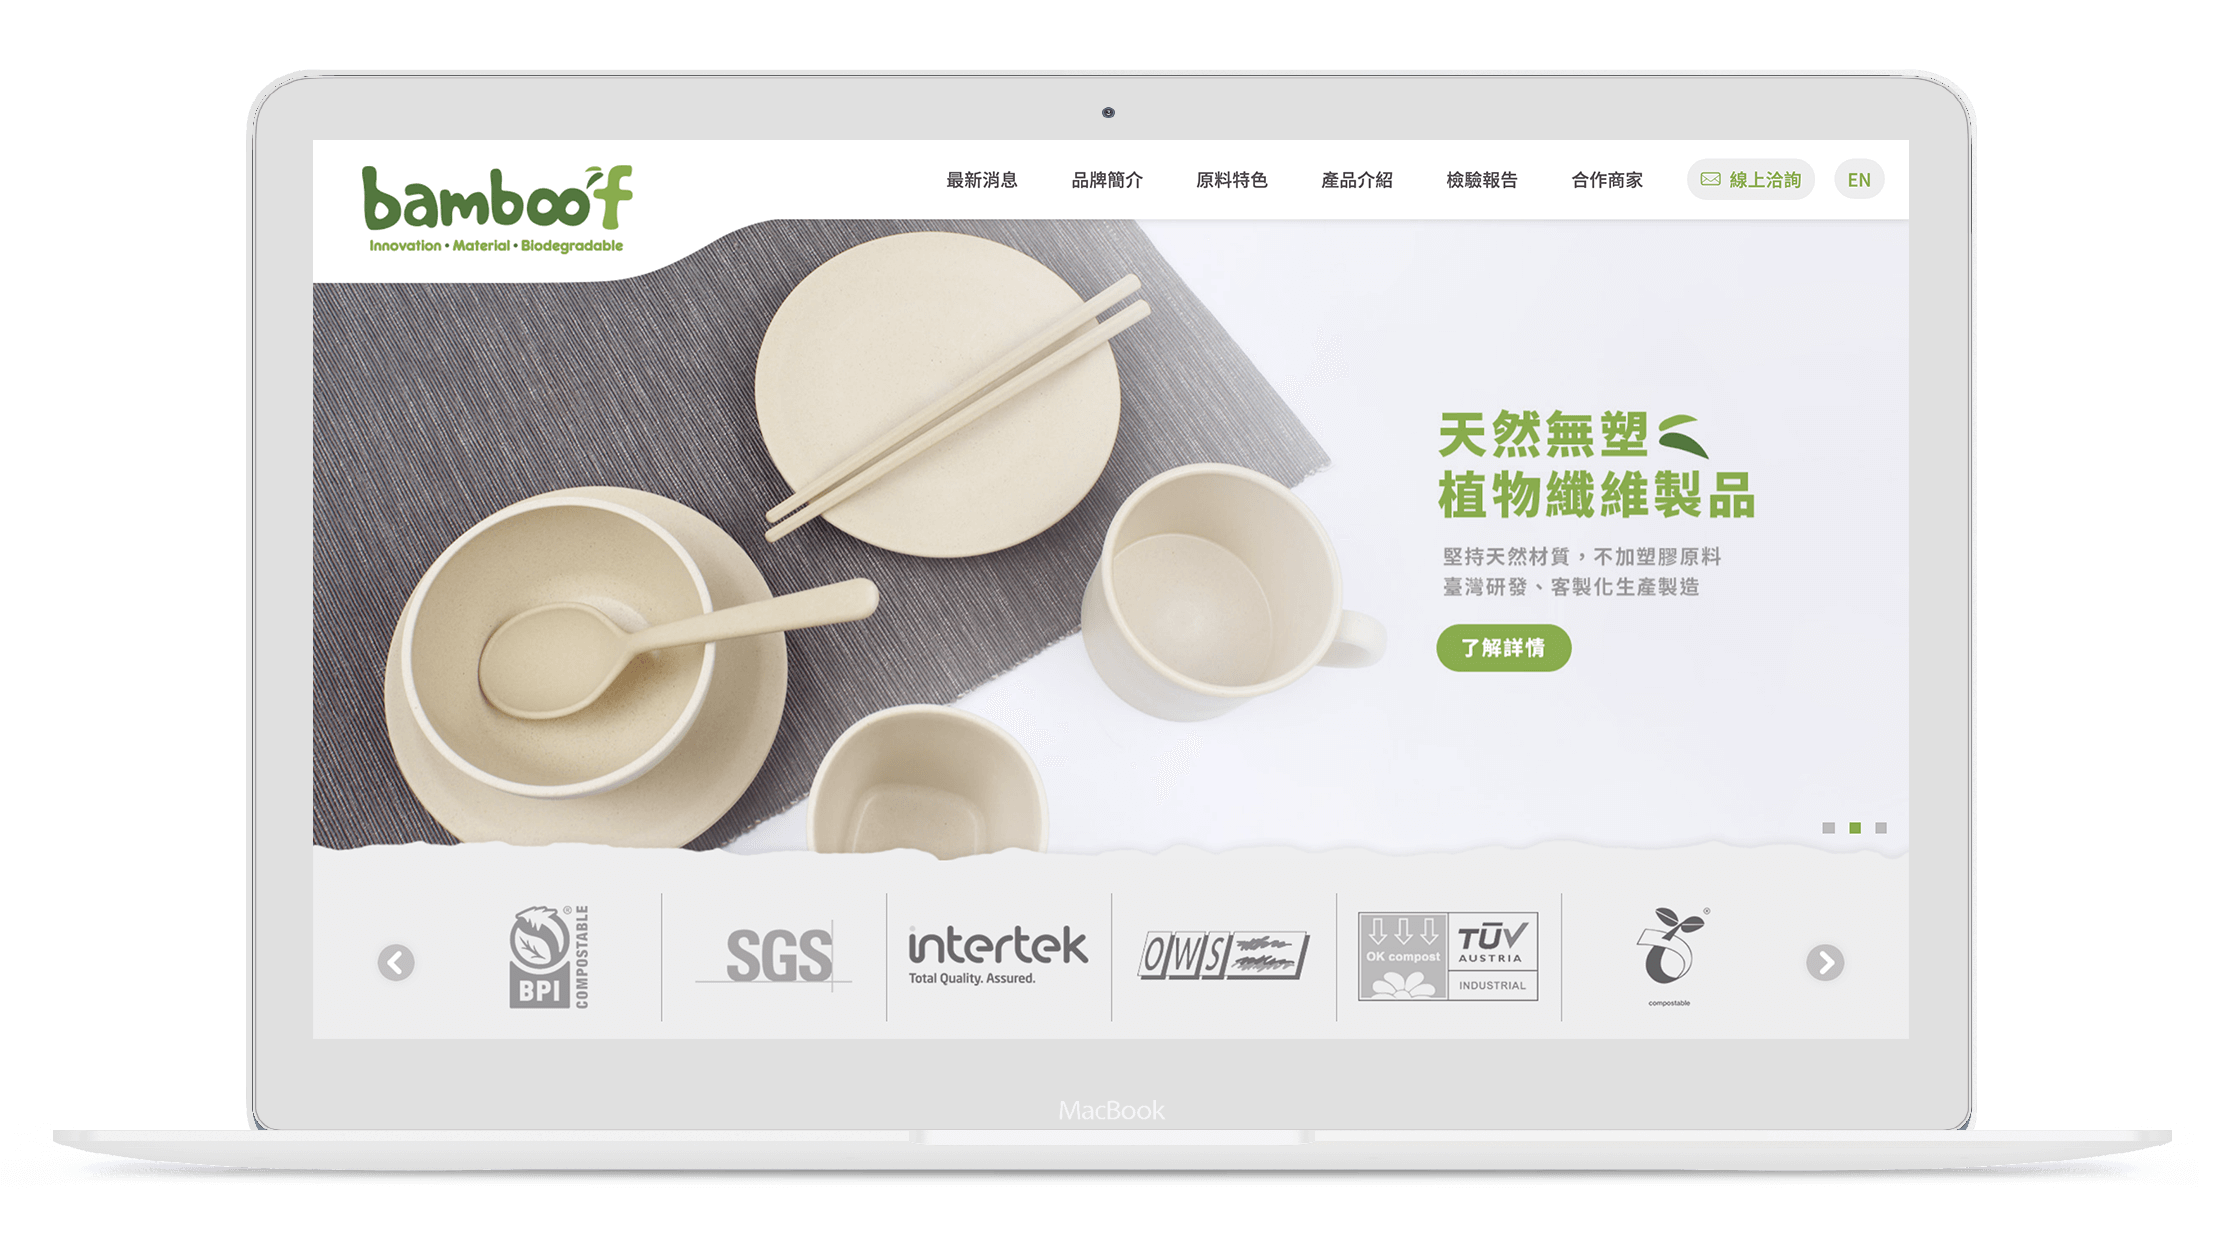 bamboo'f
Innovation • Material • Biodegradable
最新消息
品牌簡介
原料特色
產品介紹
檢驗報告
合作商家
線上洽詢
EN
天然無塑
植物纖維製品
堅持天然材質，不加塑膠原料
臺灣研發、客製化生產製造
了解詳情
BPI
COMPOSTABLE
®
SGS
intertek
Total Quality. Assured.
OWS
OK compost
TÜV
AUSTRIA
INDUSTRIAL
®
compostable
MacBook